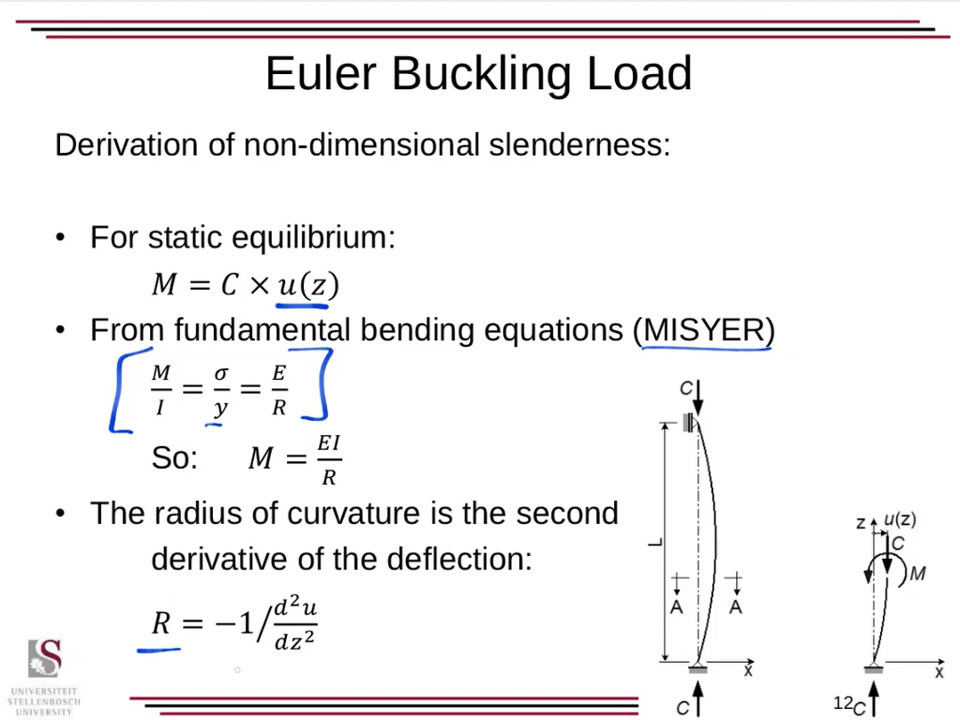 Euler Buckling Load
Derivation of non-dimensional slenderness:
• For static equilibrium:
M = C × u(z)
• From fundamental bending equations (MISYER)
M/I = σ/y = E/R
So: M = EI/R
• The radius of curvature is the second
derivative of the deflection:
R = −1/d²u/dz²
C
L
A A
x
C
z u(z)
C
M
x
C
12
UNIVERSITEIT
STELLENBOSCH
UNIVERSITY